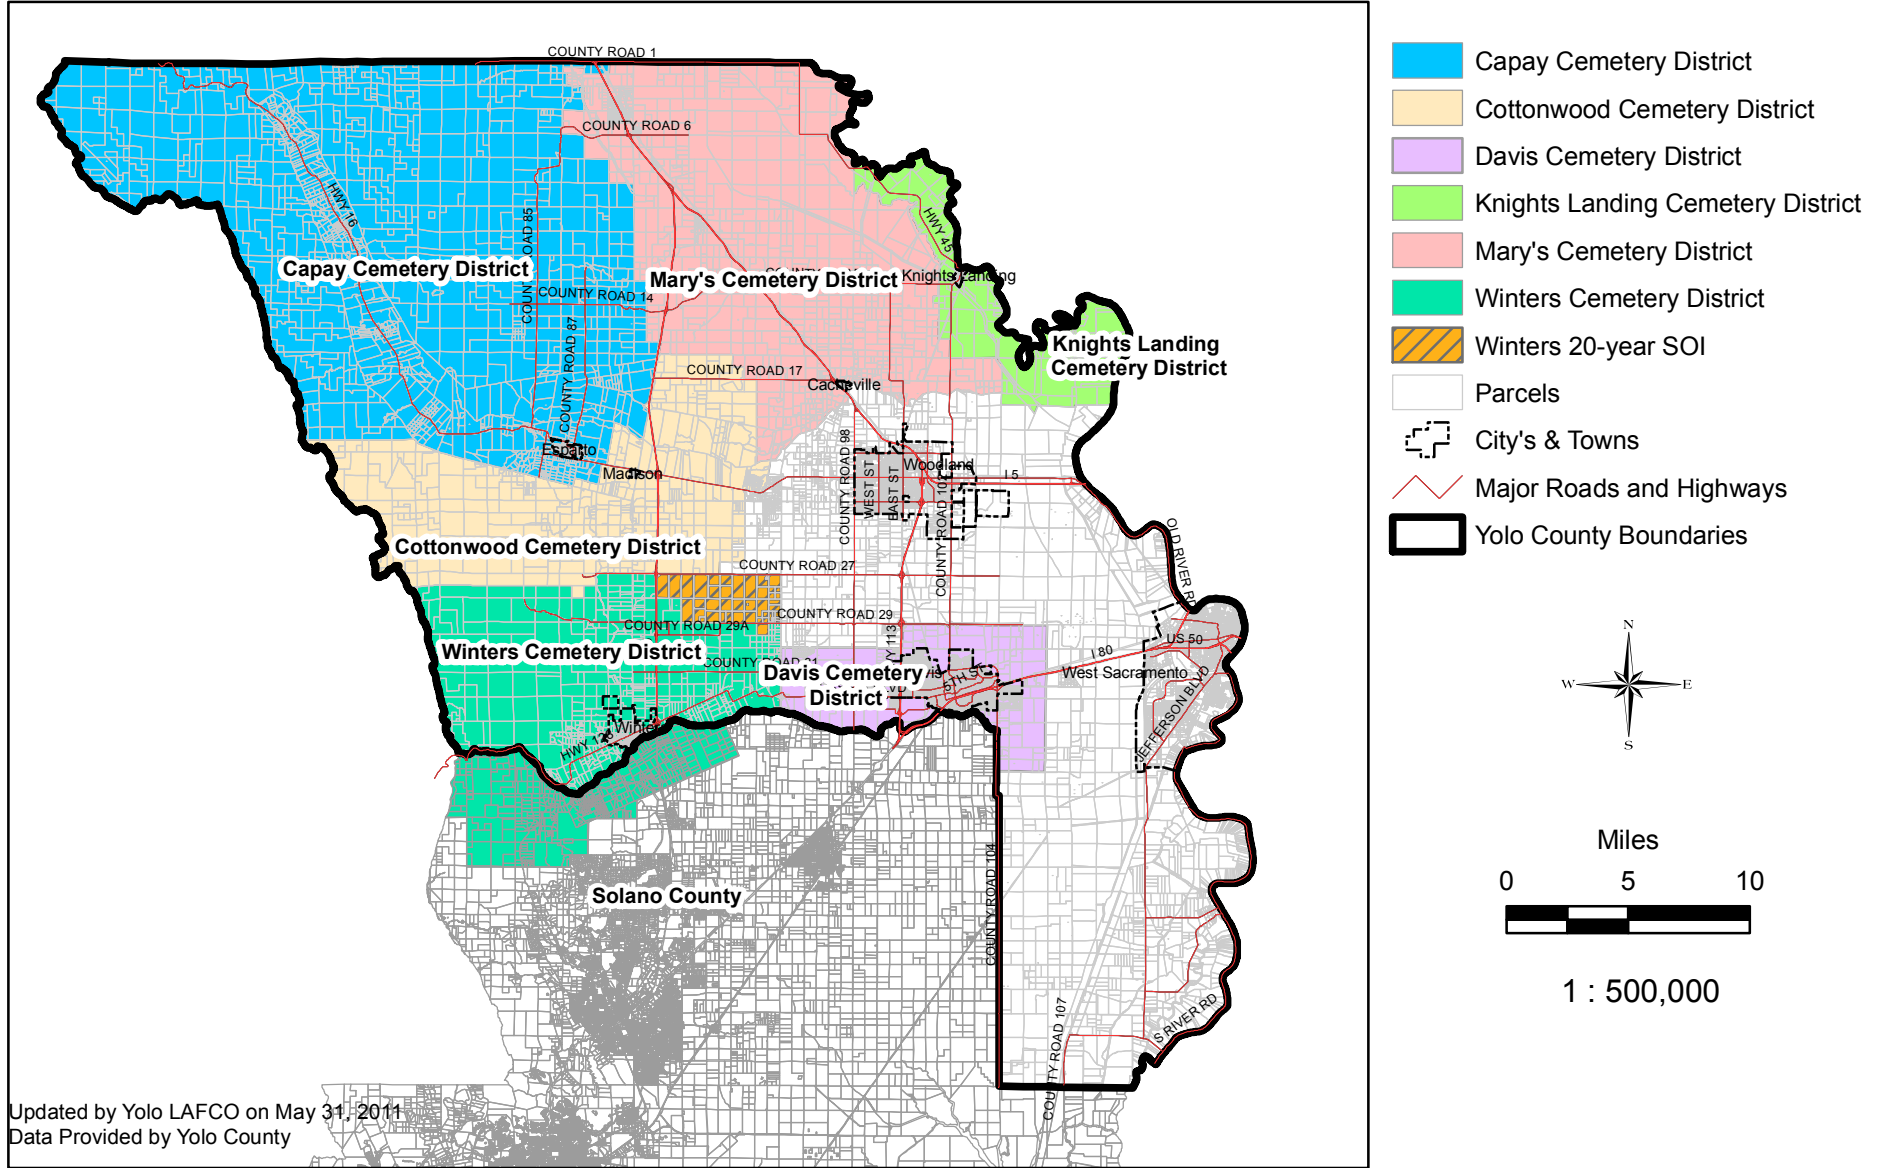 COUNTY ROAD 1
COUNTY ROAD 6
HWY 16
COUNTY ROAD 85
HWY 45
Capay Cemetery District
Mary's Cemetery District
Knights Landing
COUNTY ROAD 14
COUNTY ROAD 87
Knights Landing
Cemetery District
COUNTY ROAD 17
Cacheville
COUNTY ROAD 98
WEST ST
EAST ST
Woodland
COUNTY ROAD 102
I 5
Esparto
Madison
OLD RIVER RD
Cottonwood Cemetery District
COUNTY ROAD 27
COUNTY ROAD 29
COUNTY ROAD 29A
Winters Cemetery District
113
US 50
I 80
West Sacramento
Davis Cemetery
District
5TH ST
JEFFERSON BLVD
HWY 128
Winters
Solano County
COUNTY ROAD 104
COUNTY ROAD 107
S RIVER RD
Updated by Yolo LAFCO on May 31, 2011
Data Provided by Yolo County
Capay Cemetery District
Cottonwood Cemetery District
Davis Cemetery District
Knights Landing Cemetery District
Mary's Cemetery District
Winters Cemetery District
Winters 20-year SOI
Parcels
City's & Towns
Major Roads and Highways
Yolo County Boundaries
N
W E
S
Miles
0 5 10
1 : 500,000